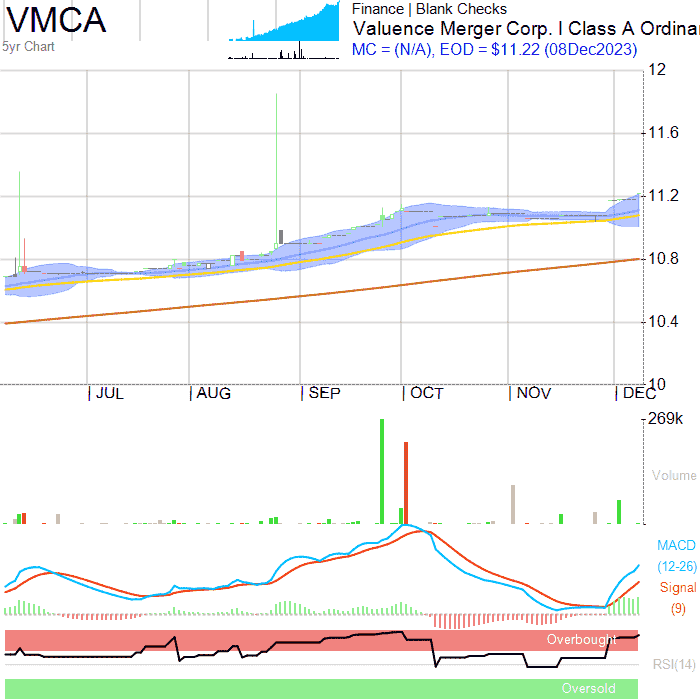 VMCA
5yr Chart
Finance | Blank Checks
Valuence Merger Corp. I Class A Ordina
MC = (N/A), EOD = $11.22 (08Dec2023)
12
11.6
11.2
10.8
10.4
10
JUL AUG SEP OCT NOV DEC
269k
Volume
MACD
(12-26)
Signal
(9)
Overbought
RSI(14)
Oversold